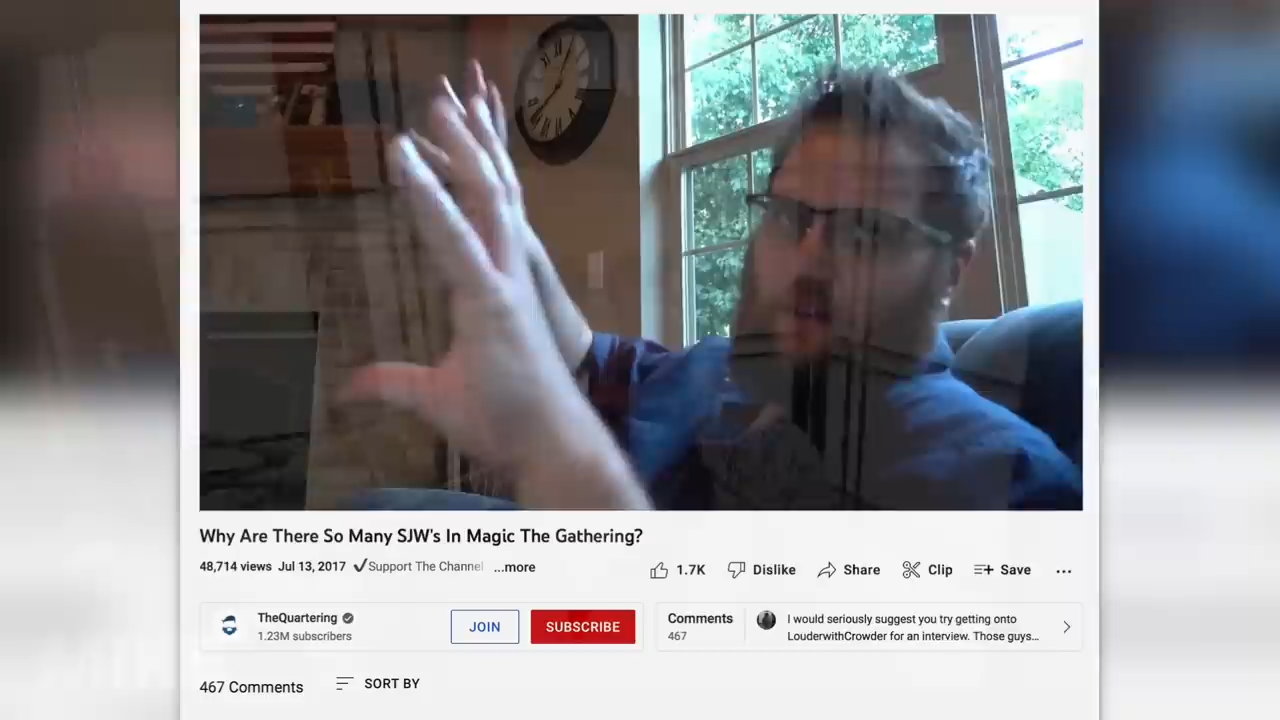 Why Are There So Many SJW's In Magic The Gathering?
48,714 views Jul 13, 2017 ✓Support The Channel ...more
1.7K Dislike Share Clip Save ...
TheQuartering
1.23M subscribers
JOIN SUBSCRIBE
Comments
467
I would seriously suggest you try getting onto
LouderwithCrowder for an interview. Those guys...
467 Comments SORT BY